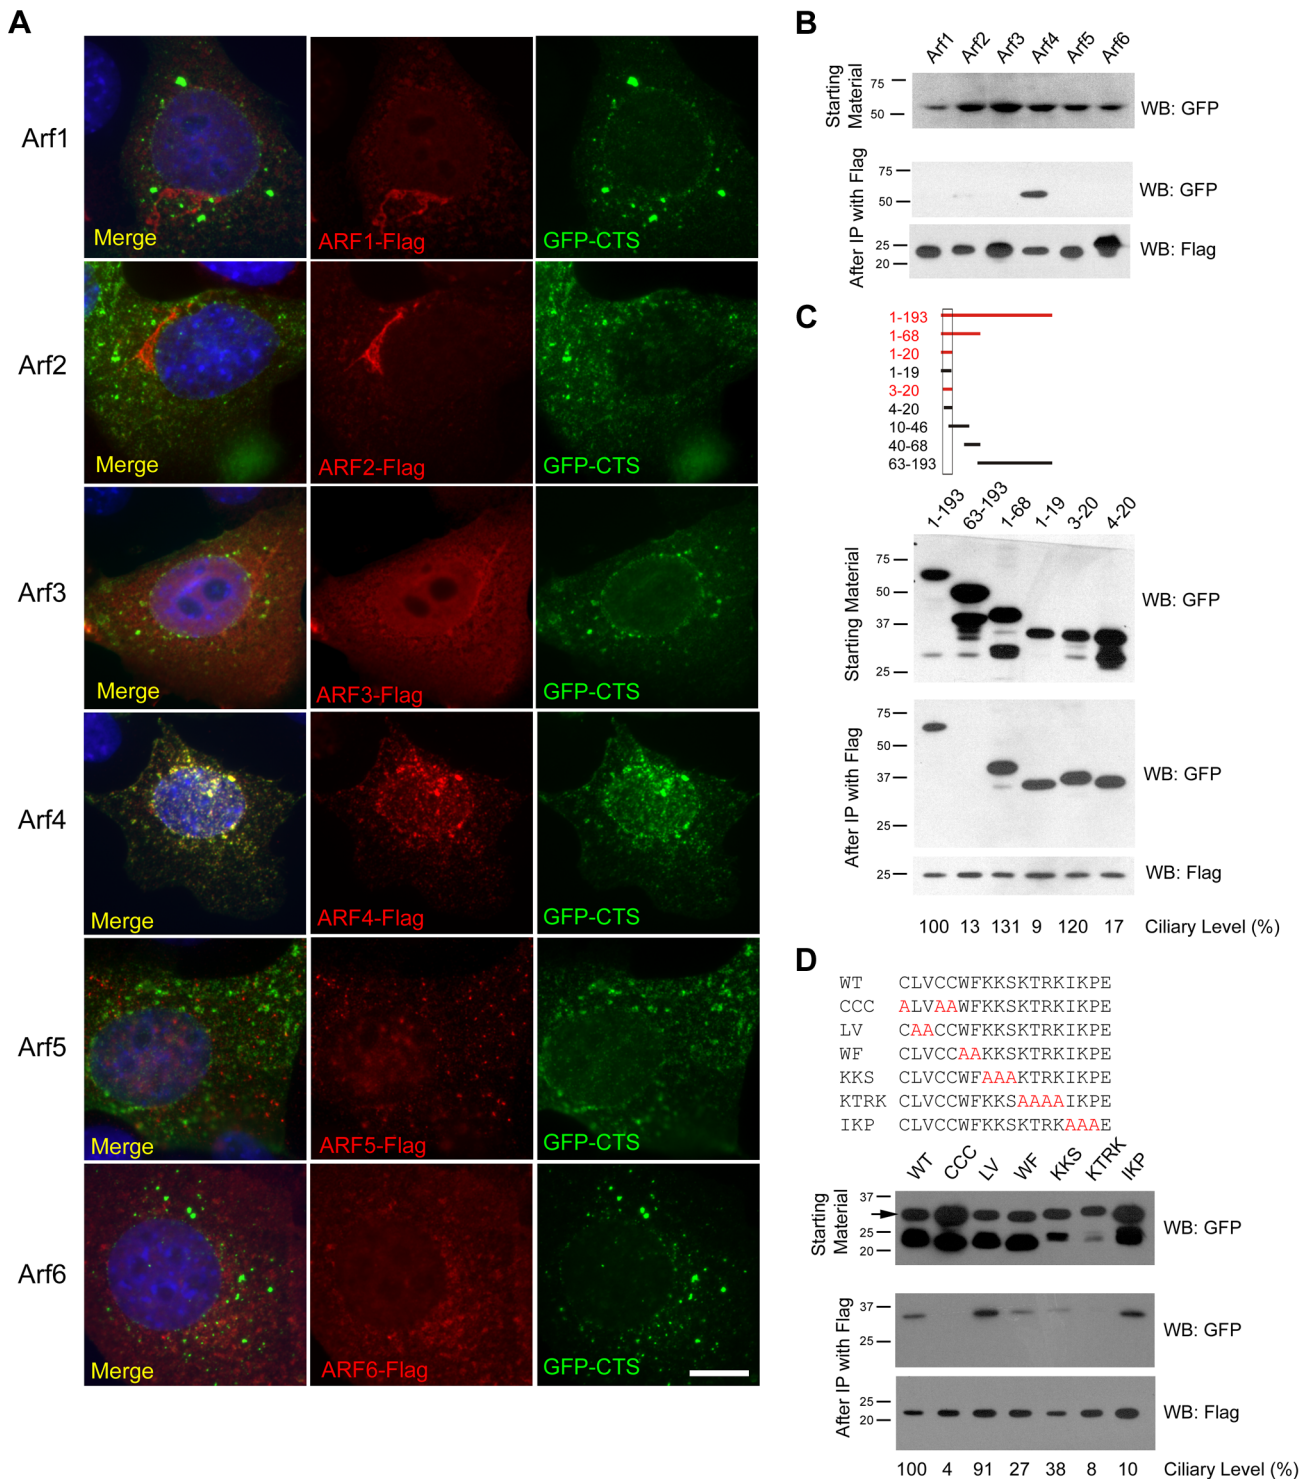 A
Arf1
Merge
ARF1-Flag
GFP-CTS
Arf2
Merge
ARF2-Flag
GFP-CTS
Arf3
Merge
ARF3-Flag
GFP-CTS
Arf4
Merge
ARF4-Flag
GFP-CTS
Arf5
Merge
ARF5-Flag
GFP-CTS
Arf6
Merge
ARF6-Flag
GFP-CTS
B
Arf1 Arf2 Arf3 Arf4 Arf5 Arf6
Starting Material
75
50
WB: GFP
After IP with Flag
75
50
WB: GFP
25
20
WB: Flag
C
1-193
1-68
1-20
1-19
3-20
4-20
10-46
40-68
63-193
1-193 63-193 1-68 1-19 3-20 4-20
Starting Material
75
50
37
25
WB: GFP
After IP with Flag
75
50
37
25
WB: GFP
25
WB: Flag
100 13 131 9 120 17 Ciliary Level (%)
D
WT CLVCCWFKKSKTRKIKPE
CCC ALVAAWFKKSKTRKIKPE
LV CAACCWFKKSKTRKIKPE
WF CLVCCAAKKSKTRKIKPE
KKS CLVCCWFAAAKTRKIKPE
KTRK CLVCCWFKKSAAAAIKPE
IKP CLVCCWFKKSKTRKAAAE
WT CCC LV WF KKS KTRK IKP
Starting Material
37
25
20
WB: GFP
After IP with Flag
37
25
WB: GFP
25
20
WB: Flag
100 4 91 27 38 8 10 Ciliary Level (%)